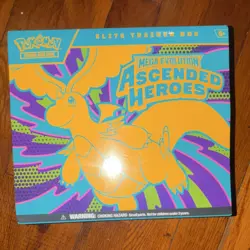 Pokémon
ELITE TRAINER BOX
MEGA EVOLUTION
ASCENDED
HEROES
WARNING: